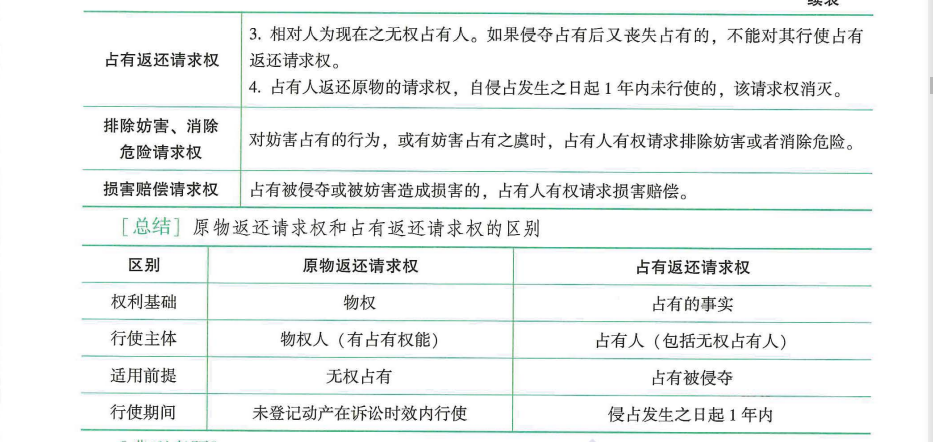 续表
占有返还请求权
3. 相对人为现在之无权占有人。如果侵夺占有后又丧失占有的，不能对其行使占有
返还请求权。
4. 占有人返还原物的请求权，自侵占发生之日起 1 年内未行使的，该请求权消灭。
排除妨害、消除
危险请求权
对妨害占有的行为，或有妨害占有之虞时，占有人有权请求排除妨害或者消除危险。
损害赔偿请求权
占有被侵夺或被妨害造成损害的，占有人有权请求损害赔偿。
［总结］原物返还请求权和占有返还请求权的区别
区别 原物返还请求权 占有返还请求权
权利基础 物权 占有的事实
行使主体 物权人（有占有权能） 占有人（包括无权占有人）
适用前提 无权占有 占有被侵夺
行使期间 未登记动产在诉讼时效内行使 侵占发生之日起 1 年内